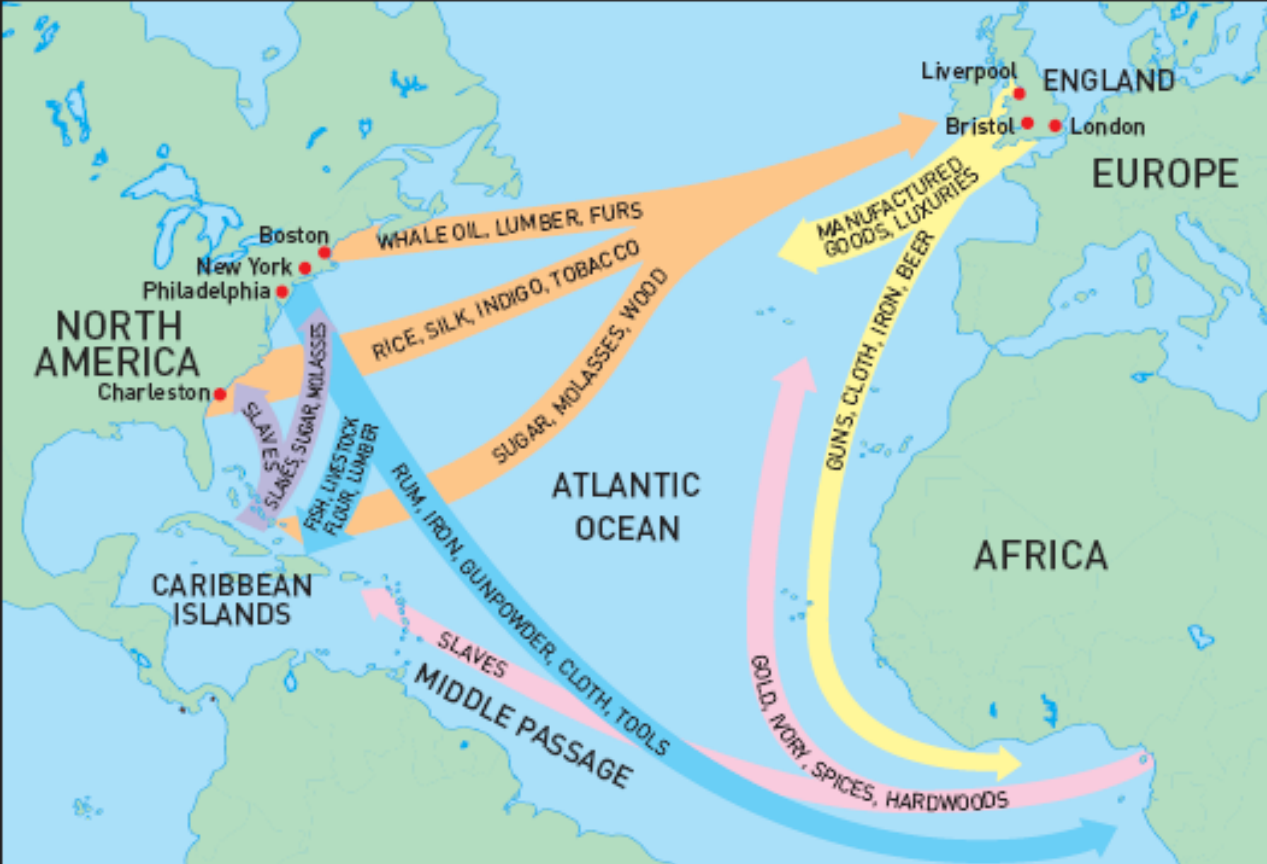 Liverpool
ENGLAND
Bristol
London
EUROPE
MANUFACTURED
GOODS, LUXURIES
WHALE OIL, LUMBER, FURS
Boston
New York
Philadelphia
RICE, SILK, INDIGO, TOBACCO
GUNS, CLOTH, IRON, BEER
NORTH
AMERICA
Charleston
SUGAR, MOLASSES, WOOD
SLAVES
SLAVES, SUGAR, MOLASSES
FISH, LIVESTOCK
FLOUR, LUMBER
RUM, IRON, GUNPOWDER, CLOTH, TOOLS
ATLANTIC
OCEAN
AFRICA
CARIBBEAN
ISLANDS
SLAVES
MIDDLE PASSAGE
GOLD, IVORY, SPICES, HARDWOODS